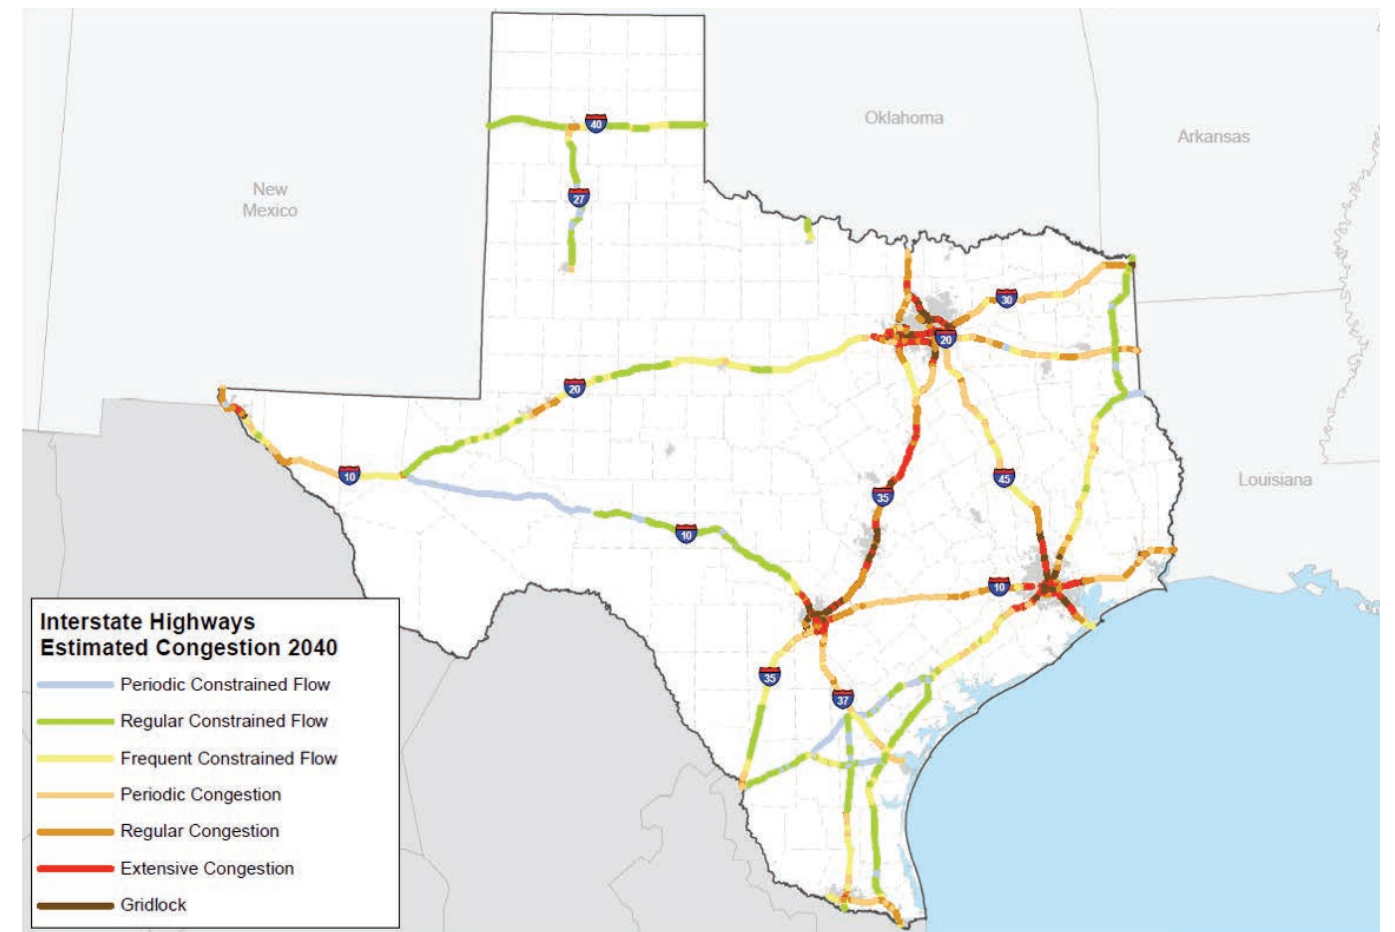 Oklahoma
Arkansas
New
Mexico
Louisiana
40
27
30
20
20
10
45
35
10
10
35
37
Interstate Highways
Estimated Congestion 2040
Periodic Constrained Flow
Regular Constrained Flow
Frequent Constrained Flow
Periodic Congestion
Regular Congestion
Extensive Congestion
Gridlock